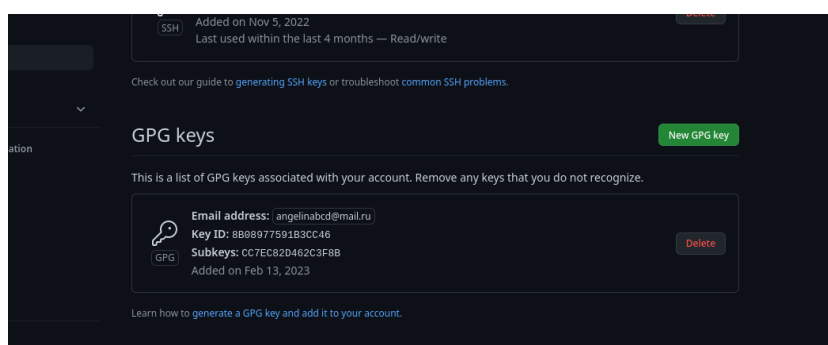 SSH
Added on Nov 5, 2022
Delete
Last used within the last 4 months — Read/write
Check out our guide to generating SSH keys or troubleshoot common SSH problems.
GPG keys
New GPG key
ation
This is a list of GPG keys associated with your account. Remove any keys that you do not recognize.
Email address: angelinabcd@mail.ru
Key ID: 8B08977591B3CC46
GPG
Subkeys: CC7EC82D462C3F8B
Delete
Added on Feb 13, 2023
Learn how to generate a GPG key and add it to your account.